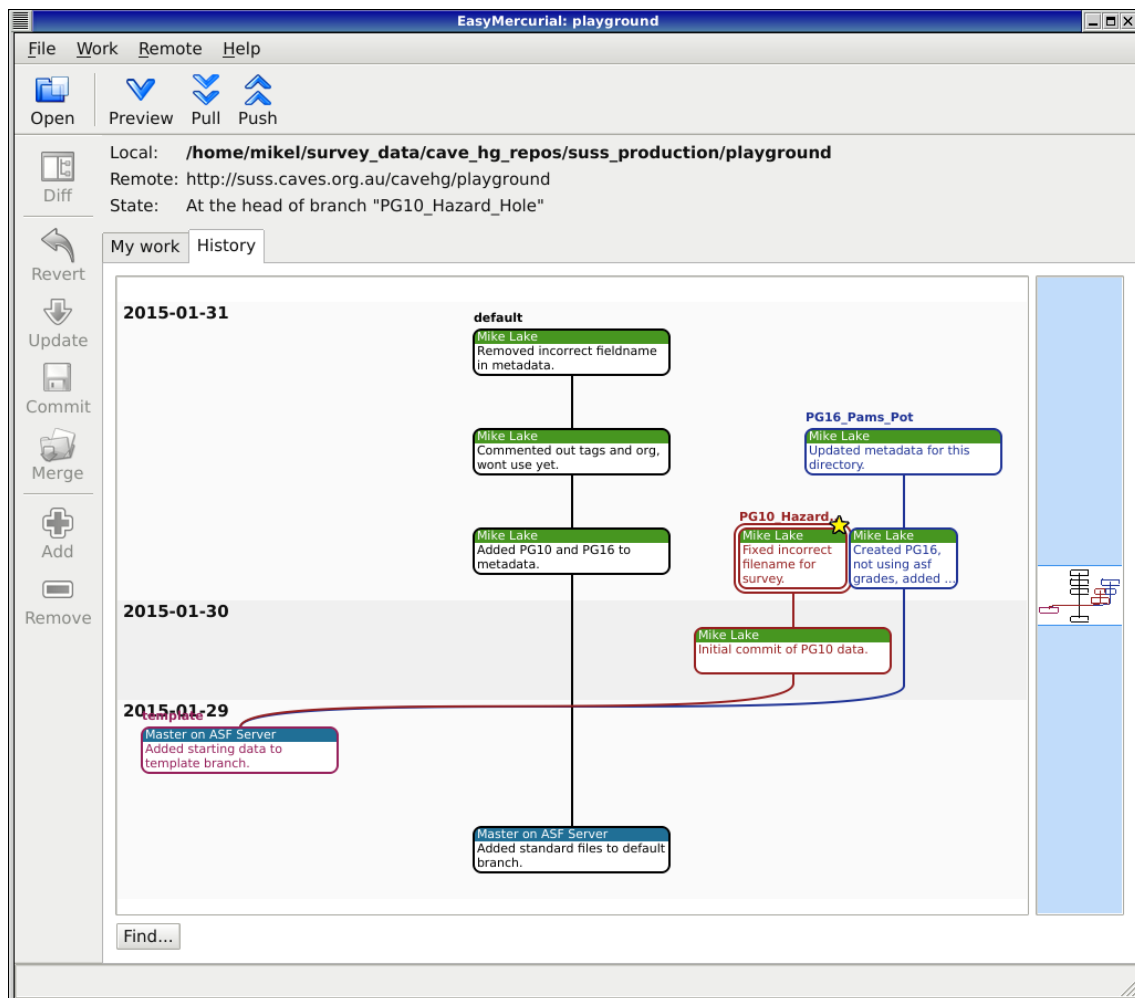 EasyMercurial: playground
File Work Remote Help
Open Preview Pull Push
Diff
Revert
Update
Commit
Merge
Add
Remove
Local: /home/mikel/survey_data/cave_hg_repos/suss_production/playground
Remote: http://suss.caves.org.au/cavehg/playground
State: At the head of branch "PG10_Hazard_Hole"
My work History
2015-01-31
default
Mike Lake
Removed incorrect fieldname
in metadata.
Mike Lake
Commented out tags and org,
wont use yet.
PG16_Pams_Pot
Mike Lake
Updated metadata for this
directory.
Mike Lake
Added PG10 and PG16 to
metadata.
PG10_Hazard
Mike Lake
Fixed incorrect
filename for
survey.
Mike Lake
Created PG16,
not using asf
grades, added ...
2015-01-30
Mike Lake
Initial commit of PG10 data.
2015-01-29
template
Master on ASF Server
Added starting data to
template branch.
Master on ASF Server
Added standard files to default
branch.
Find...